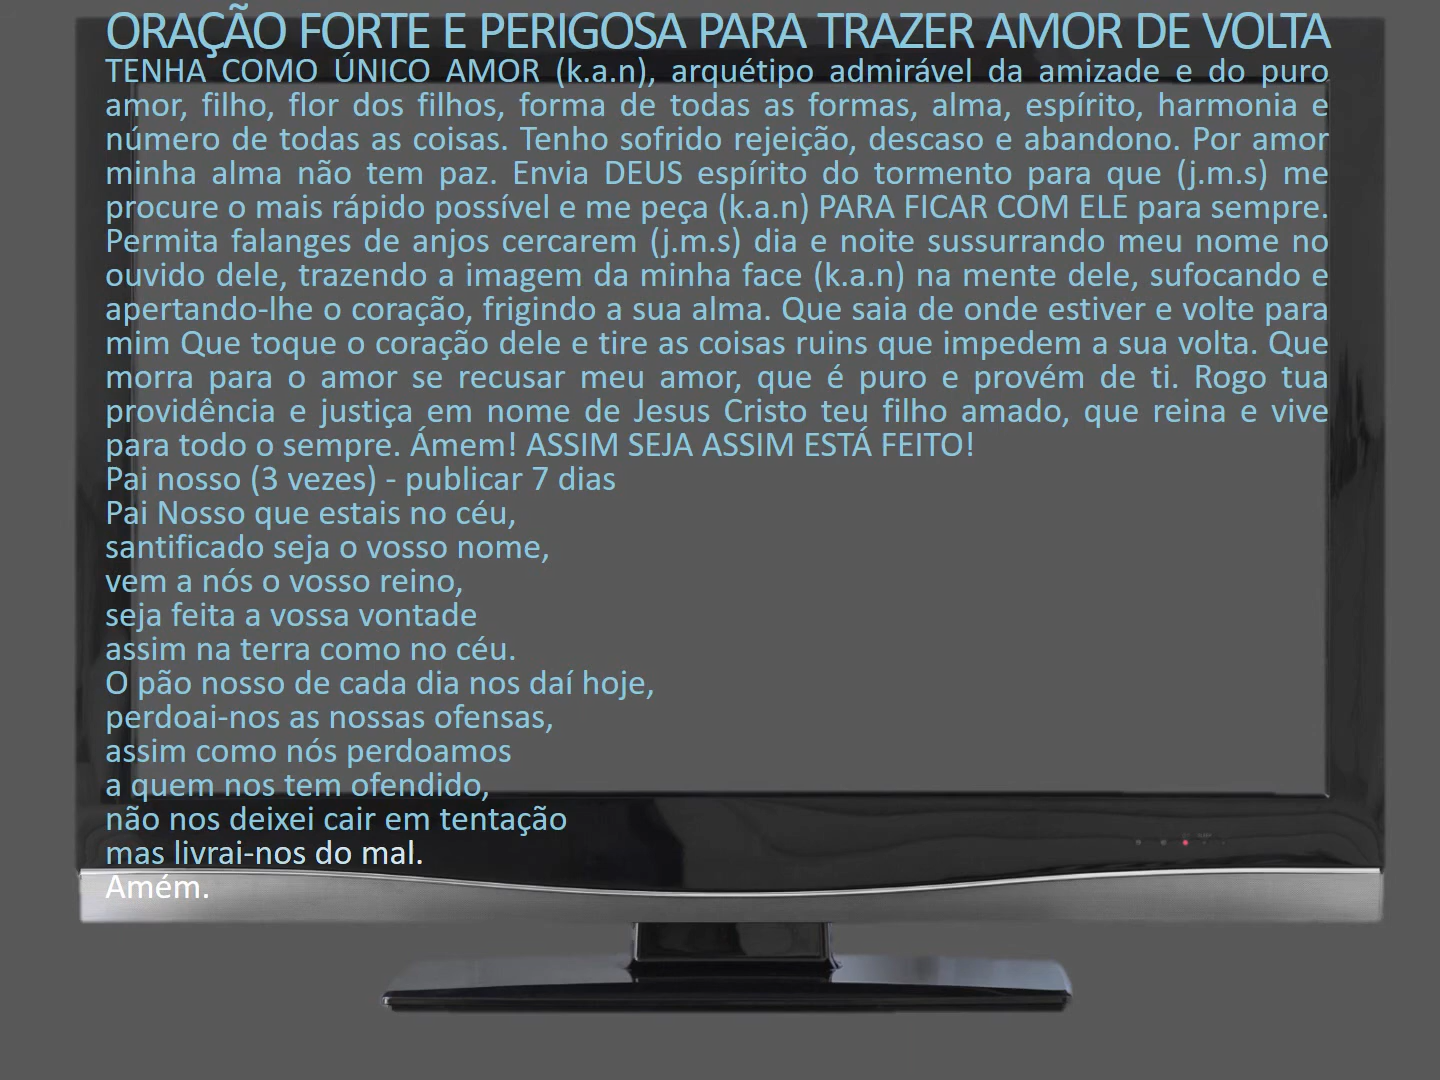 ORAÇÃO FORTE E PERIGOSA PARA TRAZER AMOR DE VOLTA
TENHA COMO ÚNICO AMOR (k.a.n), arquétipo admirável da amizade e do puro
amor, filho, flor dos filhos, forma de todas as formas, alma, espírito, harmonia e
número de todas as coisas. Tenho sofrido rejeição, descaso e abandono. Por amor
minha alma não tem paz. Envia DEUS espírito do tormento para que (j.m.s) me
procure o mais rápido possível e me peça (k.a.n) PARA FICAR COM ELE para sempre.
Permita falanges de anjos cercarem (j.m.s) dia e noite sussurrando meu nome no
ouvido dele, trazendo a imagem da minha face (k.a.n) na mente dele, sufocando e
apertando-lhe o coração, frigindo a sua alma. Que saia de onde estiver e volte para
mim Que toque o coração dele e tire as coisas ruins que impedem a sua volta. Que
morra para o amor se recusar meu amor, que é puro e provém de ti. Rogo tua
providência e justiça em nome de Jesus Cristo teu filho amado, que reina e vive
para todo o sempre. Ámem! ASSIM SEJA ASSIM ESTÁ FEITO!
Pai nosso (3 vezes) - publicar 7 dias
Pai Nosso que estais no céu,
santificado seja o vosso nome,
vem a nós o vosso reino,
seja feita a vossa vontade
assim na terra como no céu.
O pão nosso de cada dia nos daí hoje,
perdoai-nos as nossas ofensas,
assim como nós perdoamos
a quem nos tem ofendido,
não nos deixei cair em tentação
mas livrai-nos do mal.
Amém.